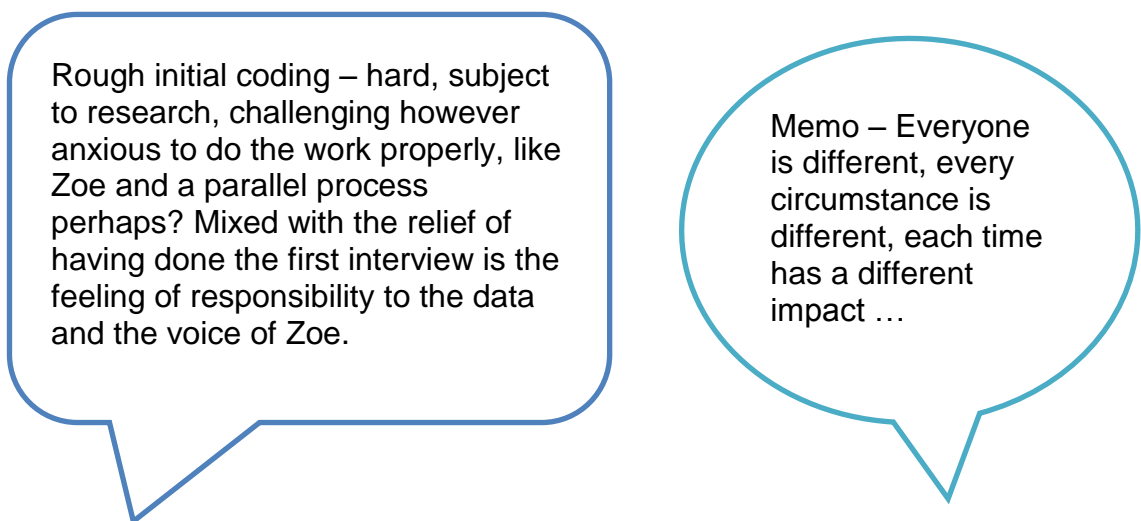 Rough initial coding – hard, subject
to research, challenging however
anxious to do the work properly, like
Zoe and a parallel process
perhaps? Mixed with the relief of
having done the first interview is the
feeling of responsibility to the data
and the voice of Zoe.
Memo – Everyone
is different, every
circumstance is
different, each time
has a different
impact …